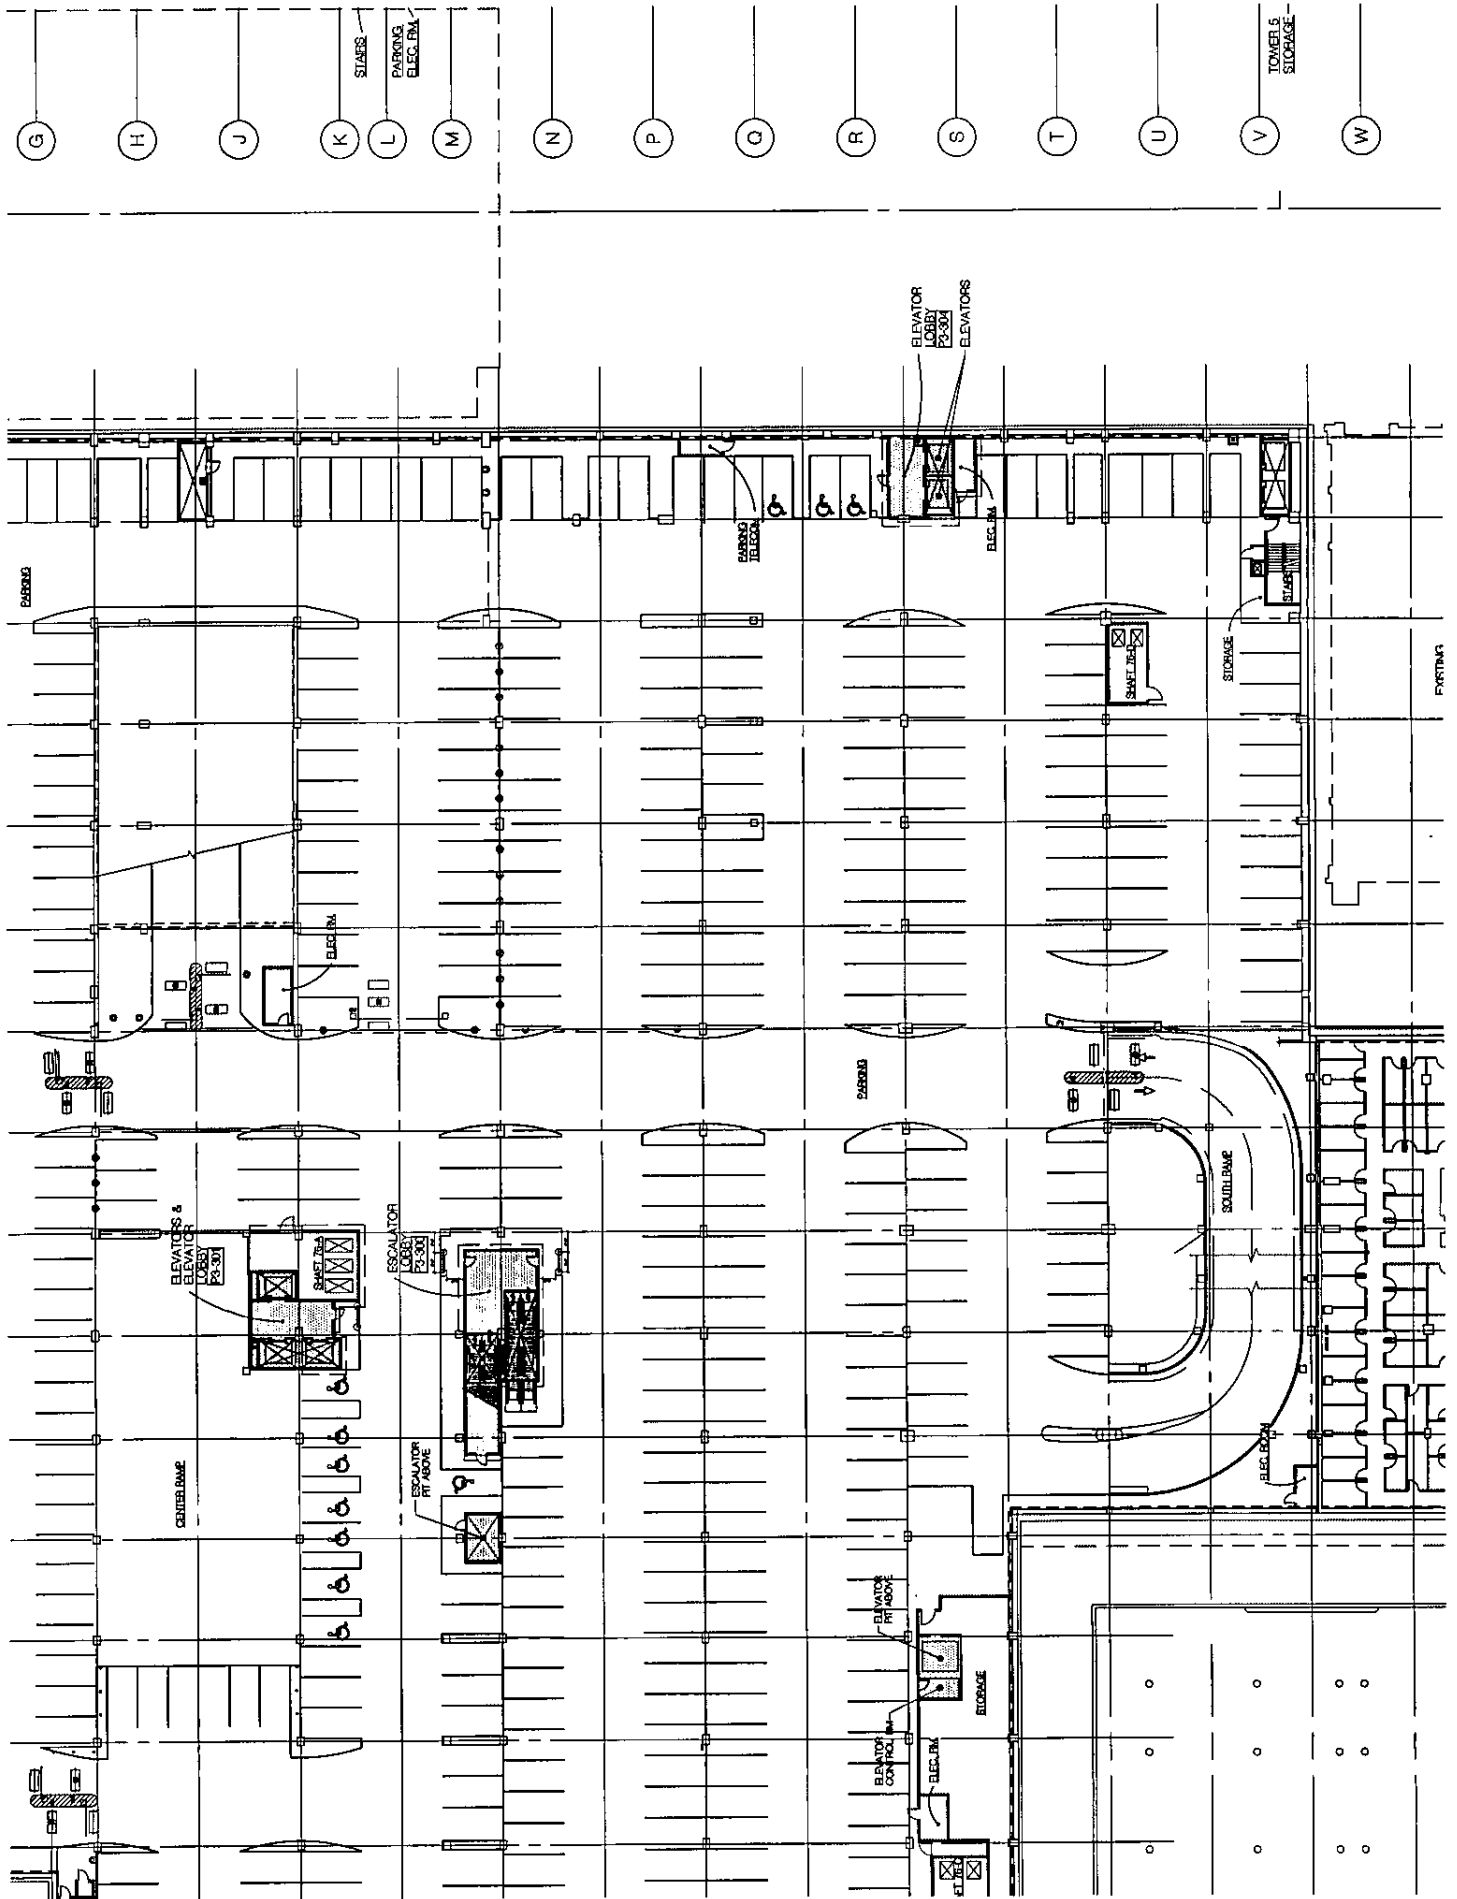 G
H
J
K
L
M
N
P
Q
R
S
T
U
V
W
STAIRS
PARKING
ELEC. RM.
TOWER 5
STORAGE
ELEVATOR
LOBBY
P3-304
ELEVATORS
PARKING
PARKING
TELECOM
ELEC. RM.
STAIRS
STORAGE
SHAFT 76-D
EXISTING
ELEC. RM.
PARKING
ELEVATORS &
ELEVATOR
LOBBY
P3-301
SHAFT 76-A
ESCALATOR
LOBBY
P3-300
SOUTH RAMP
CENTER RAMP
ESCALATOR
PIT ABOVE
ELEC. ROOM
ELEVATOR
PIT ABOVE
STORAGE
ELEVATOR
CONTROL RM
ELEC. RM.